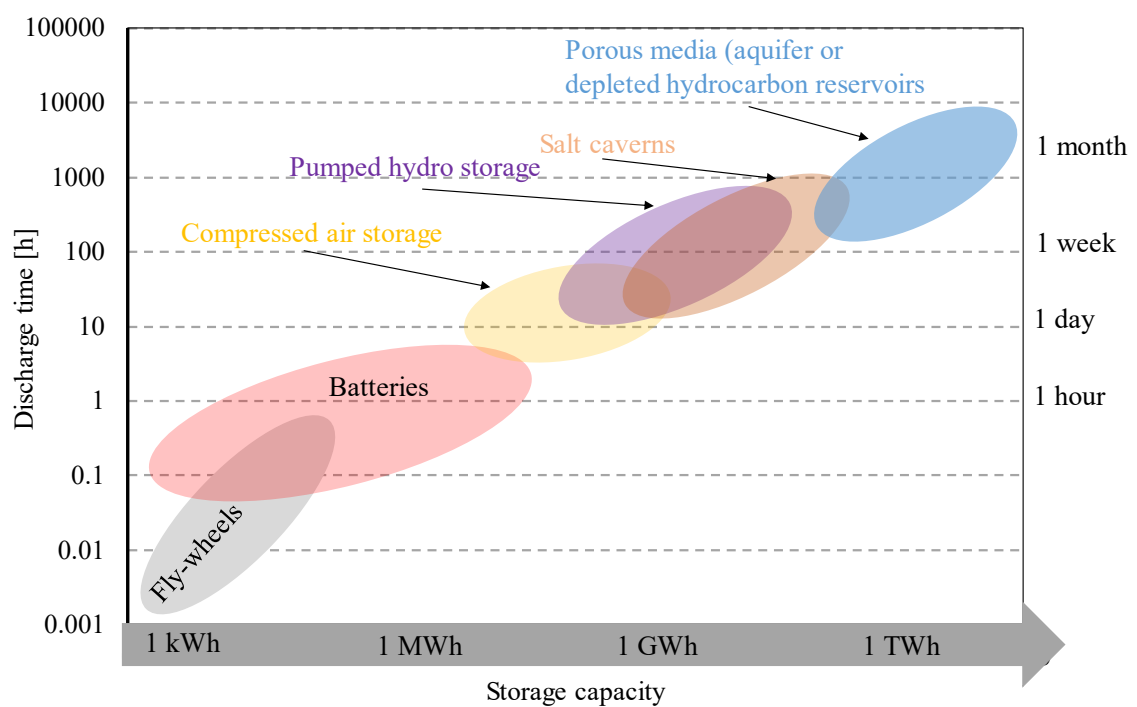 100000
10000
1000
100
10
1
0.1
0.01
0.001
Discharge time [h]
Porous media (aquifer or
depleted hydrocarbon reservoirs
Salt caverns
Pumped hydro storage
Compressed air storage
Batteries
Fly-wheels
1 month
1 week
1 day
1 hour
1 kWh
1 MWh
1 GWh
1 TWh
Storage capacity